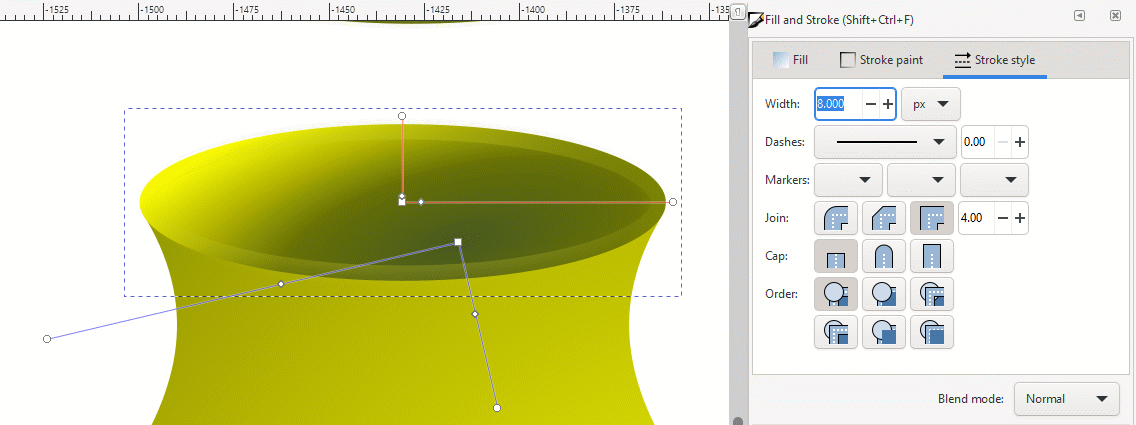 -1525 -1500 -1475 -1450 -1425 -1400 -1375 -135
Fill and Stroke (Shift+Ctrl+F)
Fill Stroke paint Stroke style
Width: 8.000 px
Dashes: 0.00
Markers:
Join: 4.00
Cap:
Order:
Blend mode: Normal